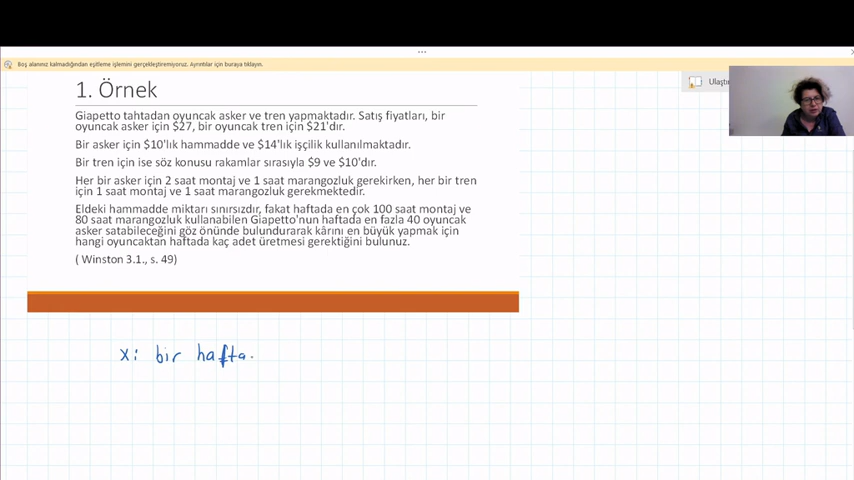 Boş alanınız kalmadığından eşitleme işlemini gerçekleştiremiyoruz. Ayrıntılar için buraya tıklayın.
Ulaştı
1. Örnek
Giapetto tahtadan oyuncak asker ve tren yapmaktadır. Satış fiyatları, bir
oyuncak asker için $27, bir oyuncak tren için $21'dır.
Bir asker için $10'lık hammadde ve $14'lık işçilik kullanılmaktadır.
Bir tren için ise söz konusu rakamlar sırasıyla $9 ve $10'dır.
Her bir asker için 2 saat montaj ve 1 saat marangozluk gerekirken, her bir tren
için 1 saat montaj ve 1 saat marangozluk gerekmektedir.
Eldeki hammadde miktarı sınırsızdır, fakat haftada en çok 100 saat montaj ve
80 saat marangozluk kullanabilen Giapetto'nun haftada en fazla 40 oyuncak
asker satabileceğini göz önünde bulundurarak kârını en büyük yapmak için
hangi oyuncaktan haftada kaç adet üretmesi gerektiğini bulunuz.
( Winston 3.1., s. 49)
x: bir hafta